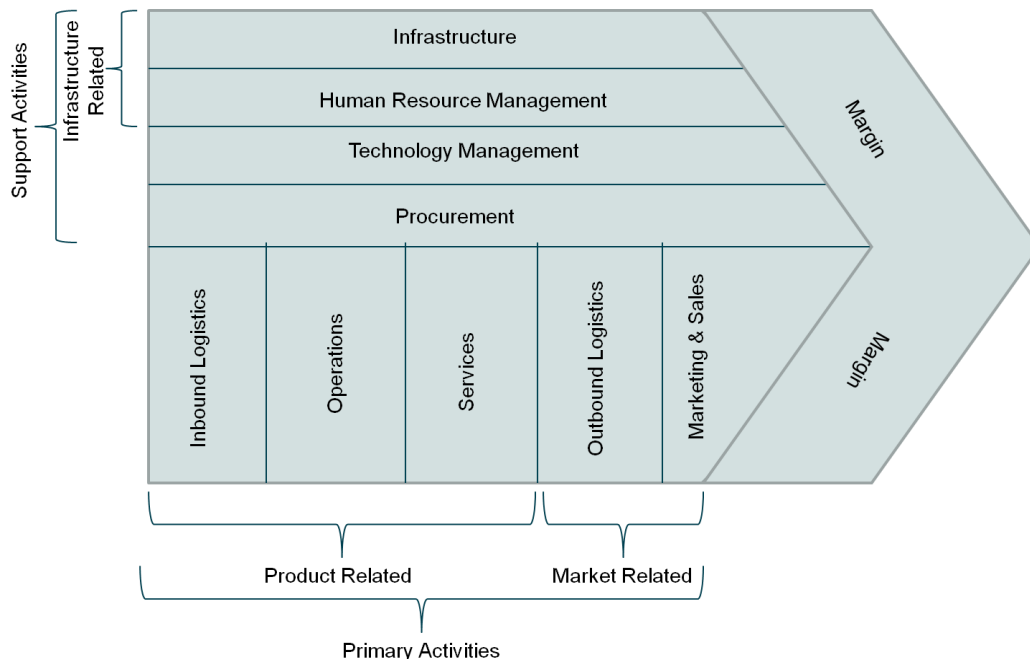 Support Activities
Infrastructure
Related
Infrastructure
Human Resource Management
Technology Management
Procurement
Margin
Margin
Inbound Logistics
Operations
Services
Outbound Logistics
Marketing & Sales
Product Related
Market Related
Primary Activities